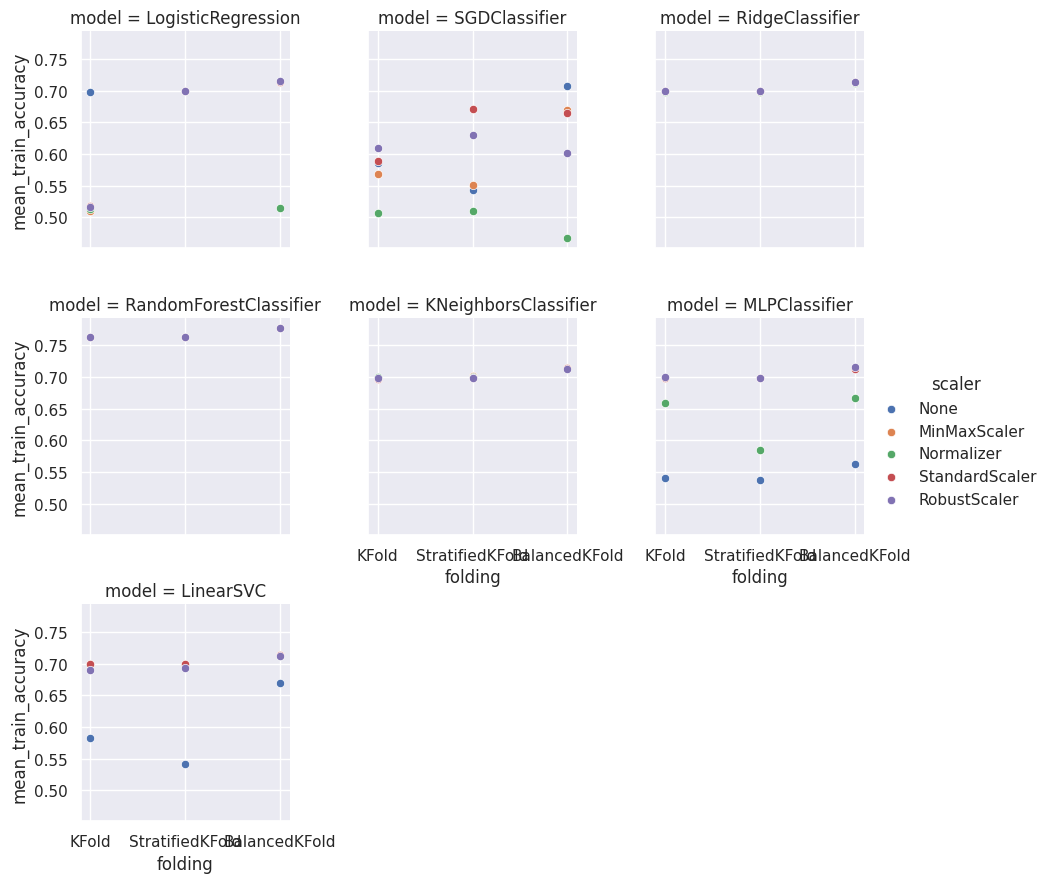 model = LogisticRegression
model = SGDClassifier
model = RidgeClassifier
mean_train_accuracy
0.75
0.70
0.65
0.60
0.55
0.50
model = RandomForestClassifier
model = KNeighborsClassifier
model = MLPClassifier
mean_train_accuracy
0.75
0.70
0.65
0.60
0.55
0.50
scaler
None
MinMaxScaler
Normalizer
StandardScaler
RobustScaler
KFold
StratifiedKFold
BalancedKFold
folding
KFold
StratifiedKFold
BalancedKFold
folding
model = LinearSVC
mean_train_accuracy
0.75
0.70
0.65
0.60
0.55
0.50
KFold
StratifiedKFold
BalancedKFold
folding